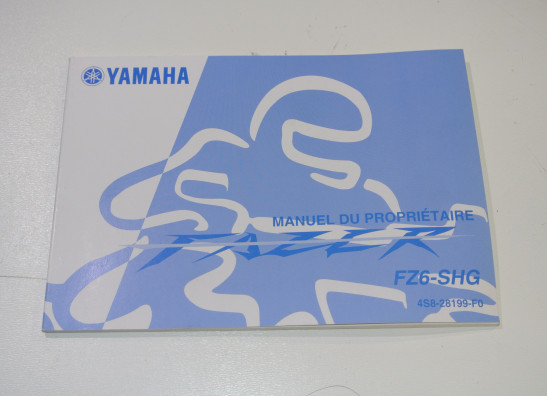 YAMAHA
MANUEL DU PROPRIÉTAIRE
FAZER
FZ6-SHG
4S8-28199-F0